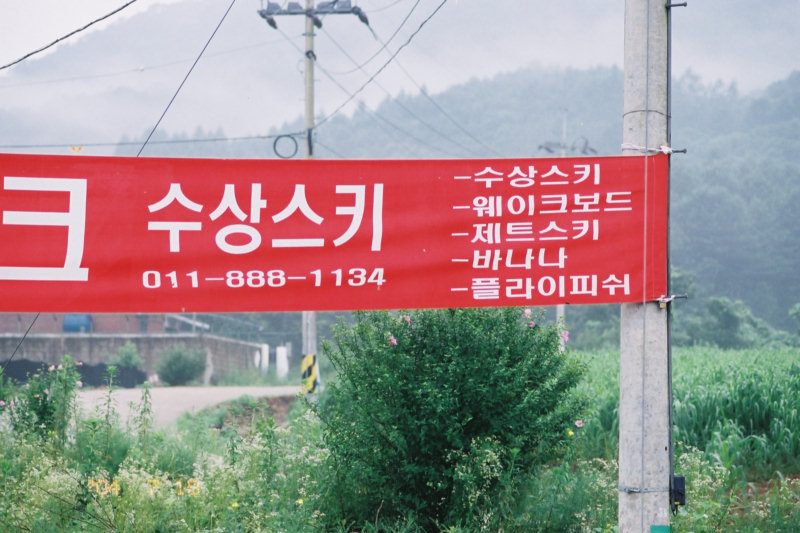 크 수상스키
011-888-1134
-수상스키
-웨이크보드
-제트스키
-바나나
-플라이피쉬